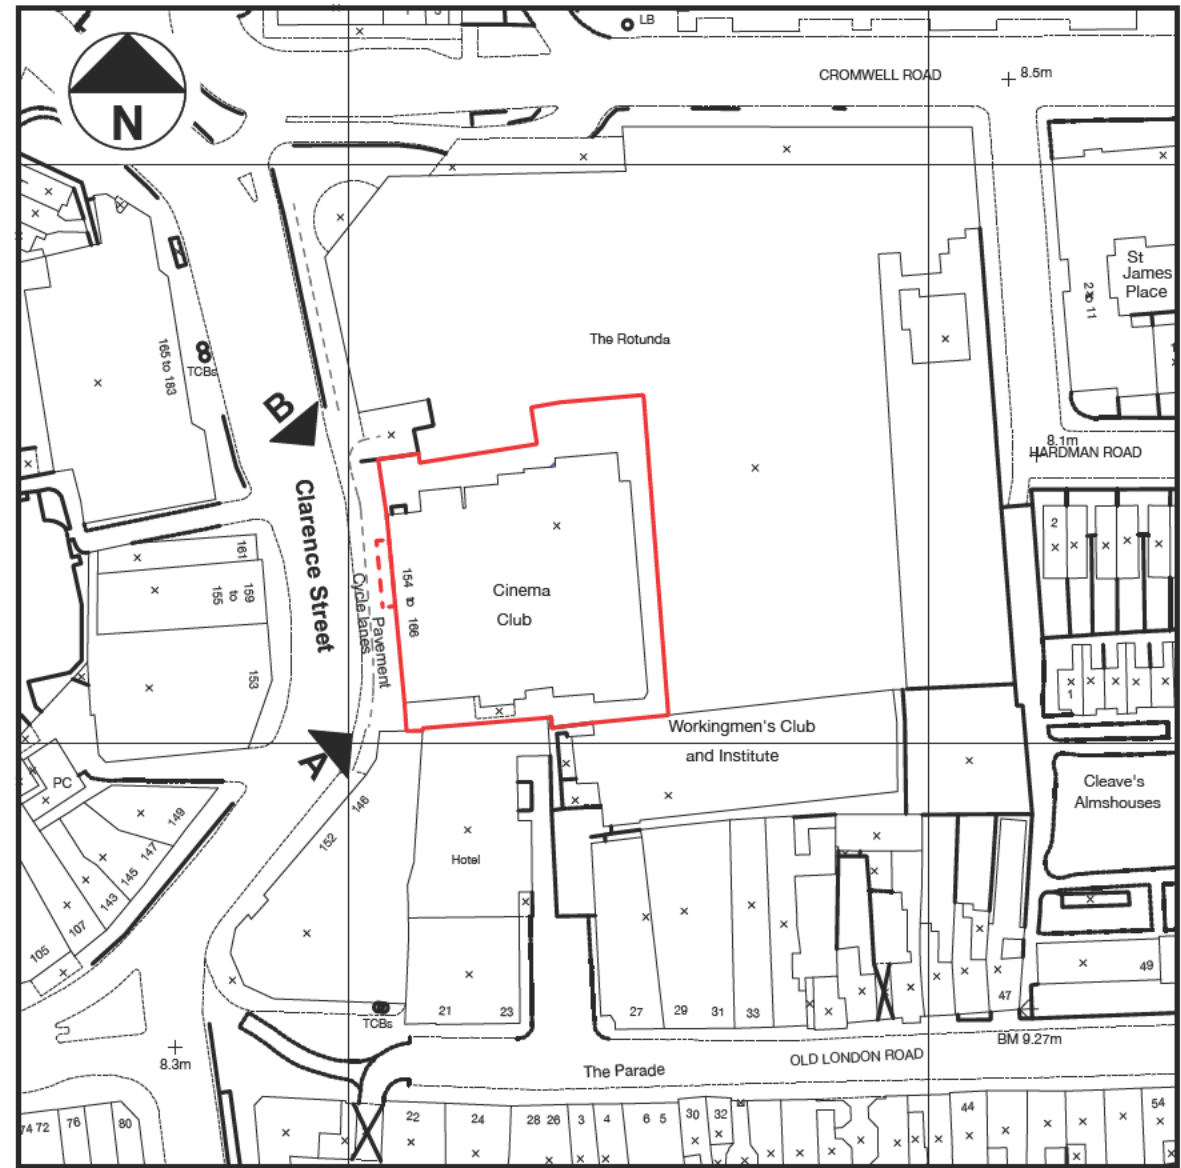 LB
CROMWELL ROAD
8.5m
N
St
James
Place
2 to 11
The Rotunda
165 to 183
TCBs
B
8.1m
HARDMAN ROAD
2
Clarence Street
161
159
to
155
153
Cycle lanes
Pavement
154 to 166
Cinema
Club
1
A
Workingmen's Club
and Institute
PC
Cleave's
Almshouses
146
152
149
147
145
143
107
105
Hotel
49
47
21
23
27
29
31
33
TCBs
8.3m
BM 9.27m
OLD LONDON ROAD
The Parade
74 72
76
80
22
24
28 26
3
4
6 5
30
32
44
54